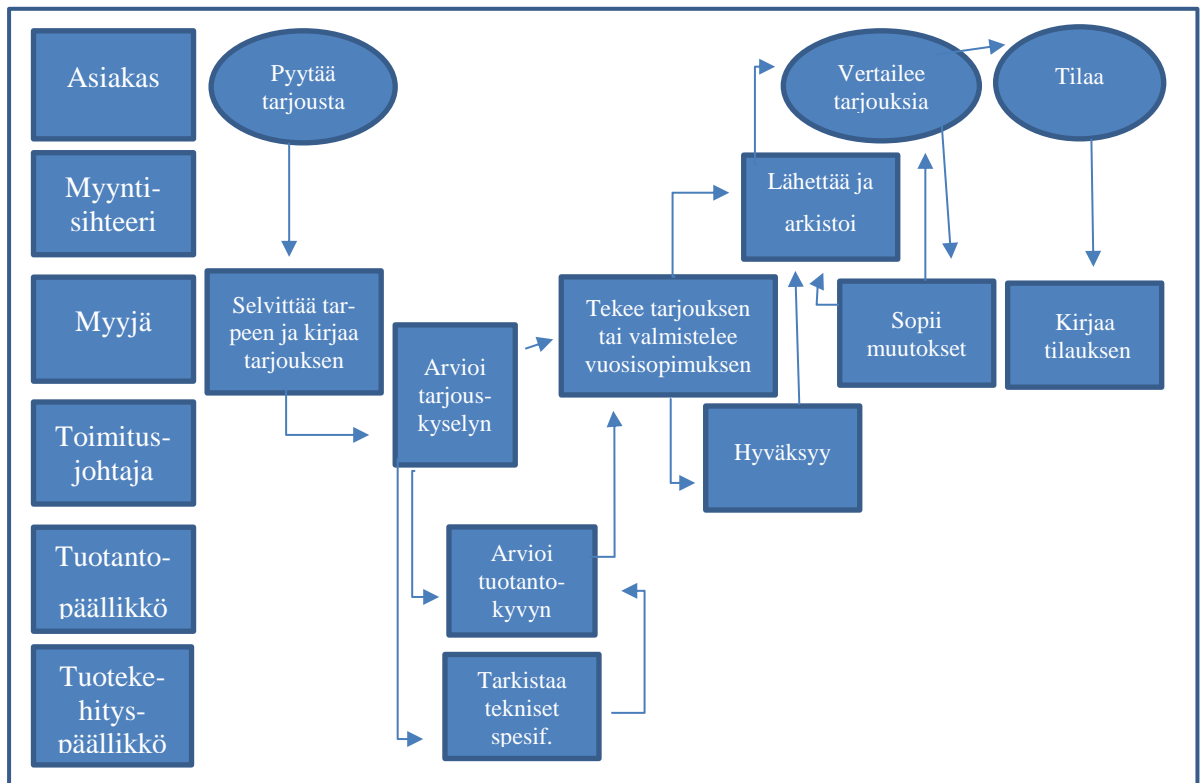 Asiakas
Pyytää
tarjousta
Vertailee
tarjouksia
Tilaa
Myynti-
sihteeri
Lähettää ja
arkistoi
Myyjä
Selvittää tar-
peen ja kirjaa
tarjouksen
Arvioi
tarjous-
kyselyn
Tekee tarjouksen
tai valmistelee
vuosisopimuksen
Sopii
muutokset
Kirjaa
tilauksen
Toimitus-
johtaja
Hyväksyy
Tuotanto-
päällikkö
Arvioi
tuotanto-
kyvyn
Tuoteke-
hitys-
päällikkö
Tarkistaa
tekniset
spesif.